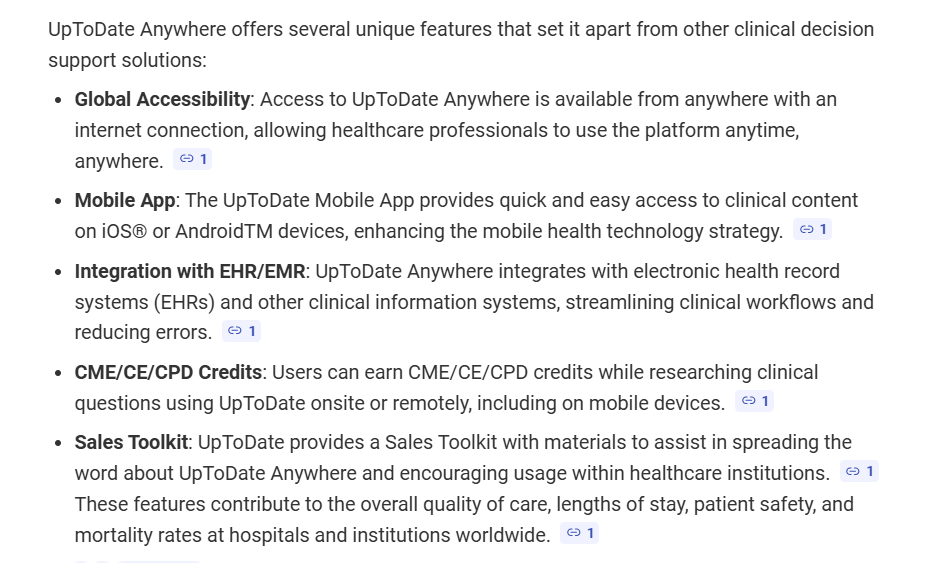 UpToDate Anywhere offers several unique features that set it apart from other clinical decision
support solutions:
• Global Accessibility: Access to UpToDate Anywhere is available from anywhere with an
internet connection, allowing healthcare professionals to use the platform anytime,
anywhere. 1
• Mobile App: The UpToDate Mobile App provides quick and easy access to clinical content
on iOS® or AndroidTM devices, enhancing the mobile health technology strategy. 1
• Integration with EHR/EMR: UpToDate Anywhere integrates with electronic health record
systems (EHRs) and other clinical information systems, streamlining clinical workflows and
reducing errors. 1
• CME/CE/CPD Credits: Users can earn CME/CE/CPD credits while researching clinical
questions using UpToDate onsite or remotely, including on mobile devices. 1
• Sales Toolkit: UpToDate provides a Sales Toolkit with materials to assist in spreading the
word about UpToDate Anywhere and encouraging usage within healthcare institutions. 1
These features contribute to the overall quality of care, lengths of stay, patient safety, and
mortality rates at hospitals and institutions worldwide. 1